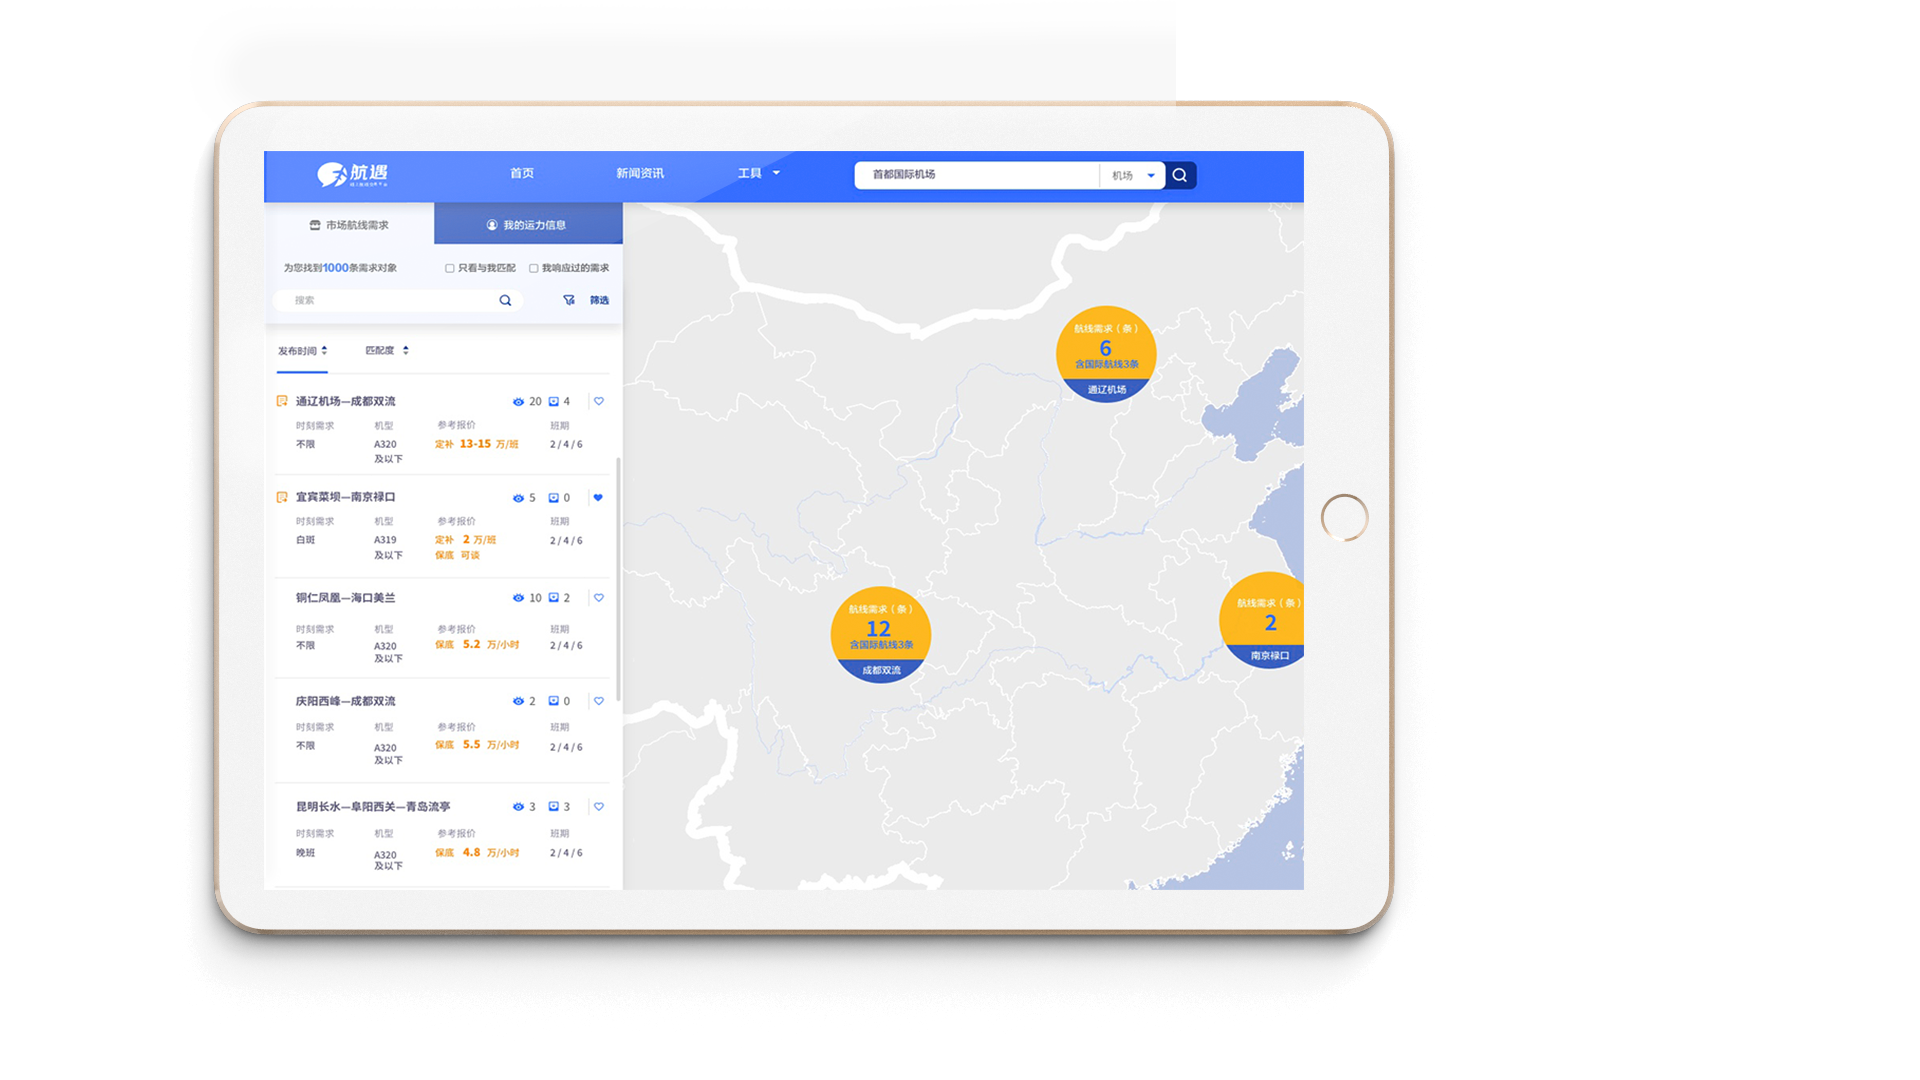 航遇
首页
新闻资讯
工具
首都国际机场
机场
市场航线需求
我的运力信息
为您找到1000条需求对象
只看与我匹配
我响应过的需求
搜索
筛选
发布时间
匹配度
通辽机场—成都双流
20
4
时刻需求
机型
参考报价
班期
不限
A320
及以下
定补 13-15 万/班
2 / 4 / 6
宜宾菜坝—南京禄口
5
0
时刻需求
机型
参考报价
班期
白班
A319
及以下
定补 2 万/班
保底 可谈
2 / 4 / 6
铜仁凤凰—海口美兰
10
2
时刻需求
机型
参考报价
班期
不限
A320
及以下
保底 5.2 万/小时
2 / 4 / 6
庆阳西峰—成都双流
2
0
时刻需求
机型
参考报价
班期
不限
A320
及以下
保底 5.5 万/小时
2 / 4 / 6
昆明长水—阜阳西关—青岛流亭
3
3
时刻需求
机型
参考报价
班期
晚班
A320
及以下
保底 4.8 万/小时
2 / 4 / 6
航线需求（条）
6
含国际航线3条
通辽机场
航线需求（条）
12
含国际航线3条
成都双流
航线需求（条）
2
南京禄口